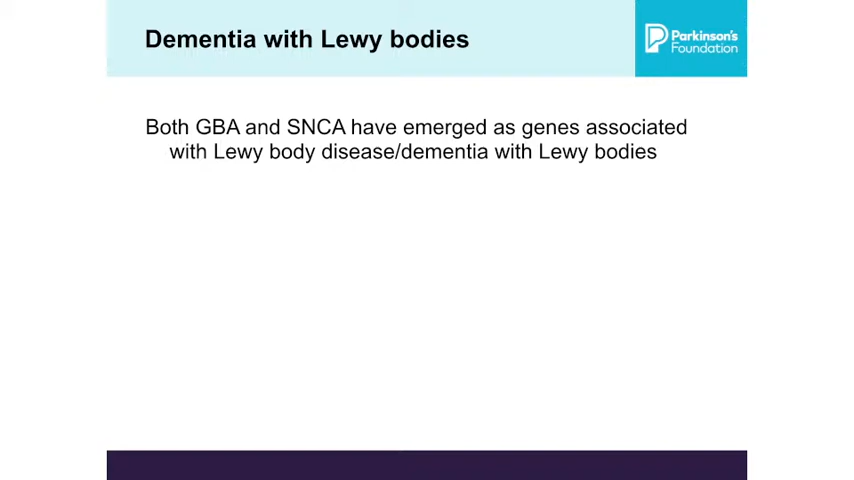 Dementia with Lewy bodies
Parkinson's
Foundation
Both GBA and SNCA have emerged as genes associated
with Lewy body disease/dementia with Lewy bodies